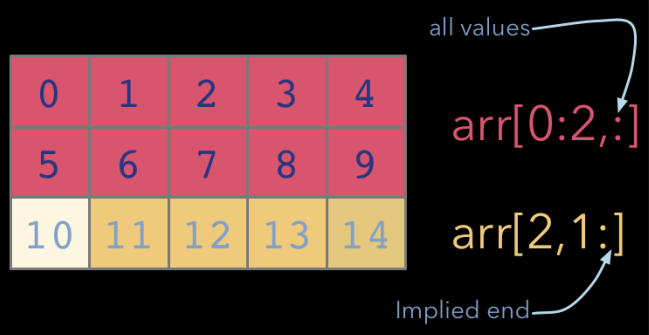 all values
0 1 2 3 4
arr[0:2,:]
5 6 7 8 9
10 11 12 13 14
arr[2,1:]
Implied end